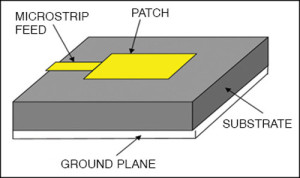 MICROSTRIP
FEED
PATCH
SUBSTRATE
GROUND PLANE